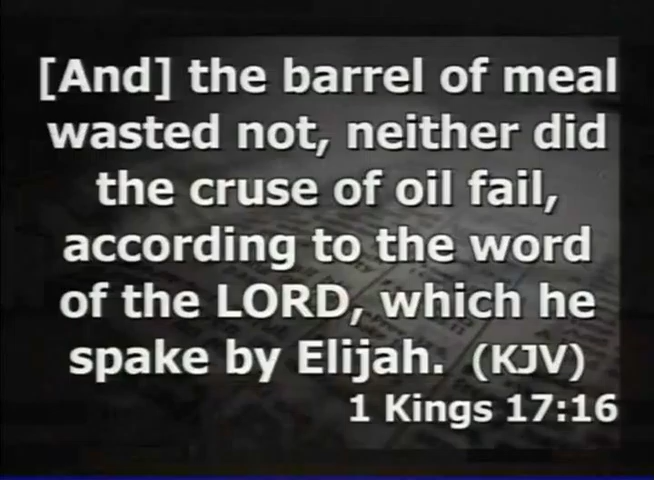 [And] the barrel of meal
wasted not, neither did
the cruse of oil fail,
according to the word
of the LORD, which he
spake by Elijah.  (KJV)
1 Kings 17:16